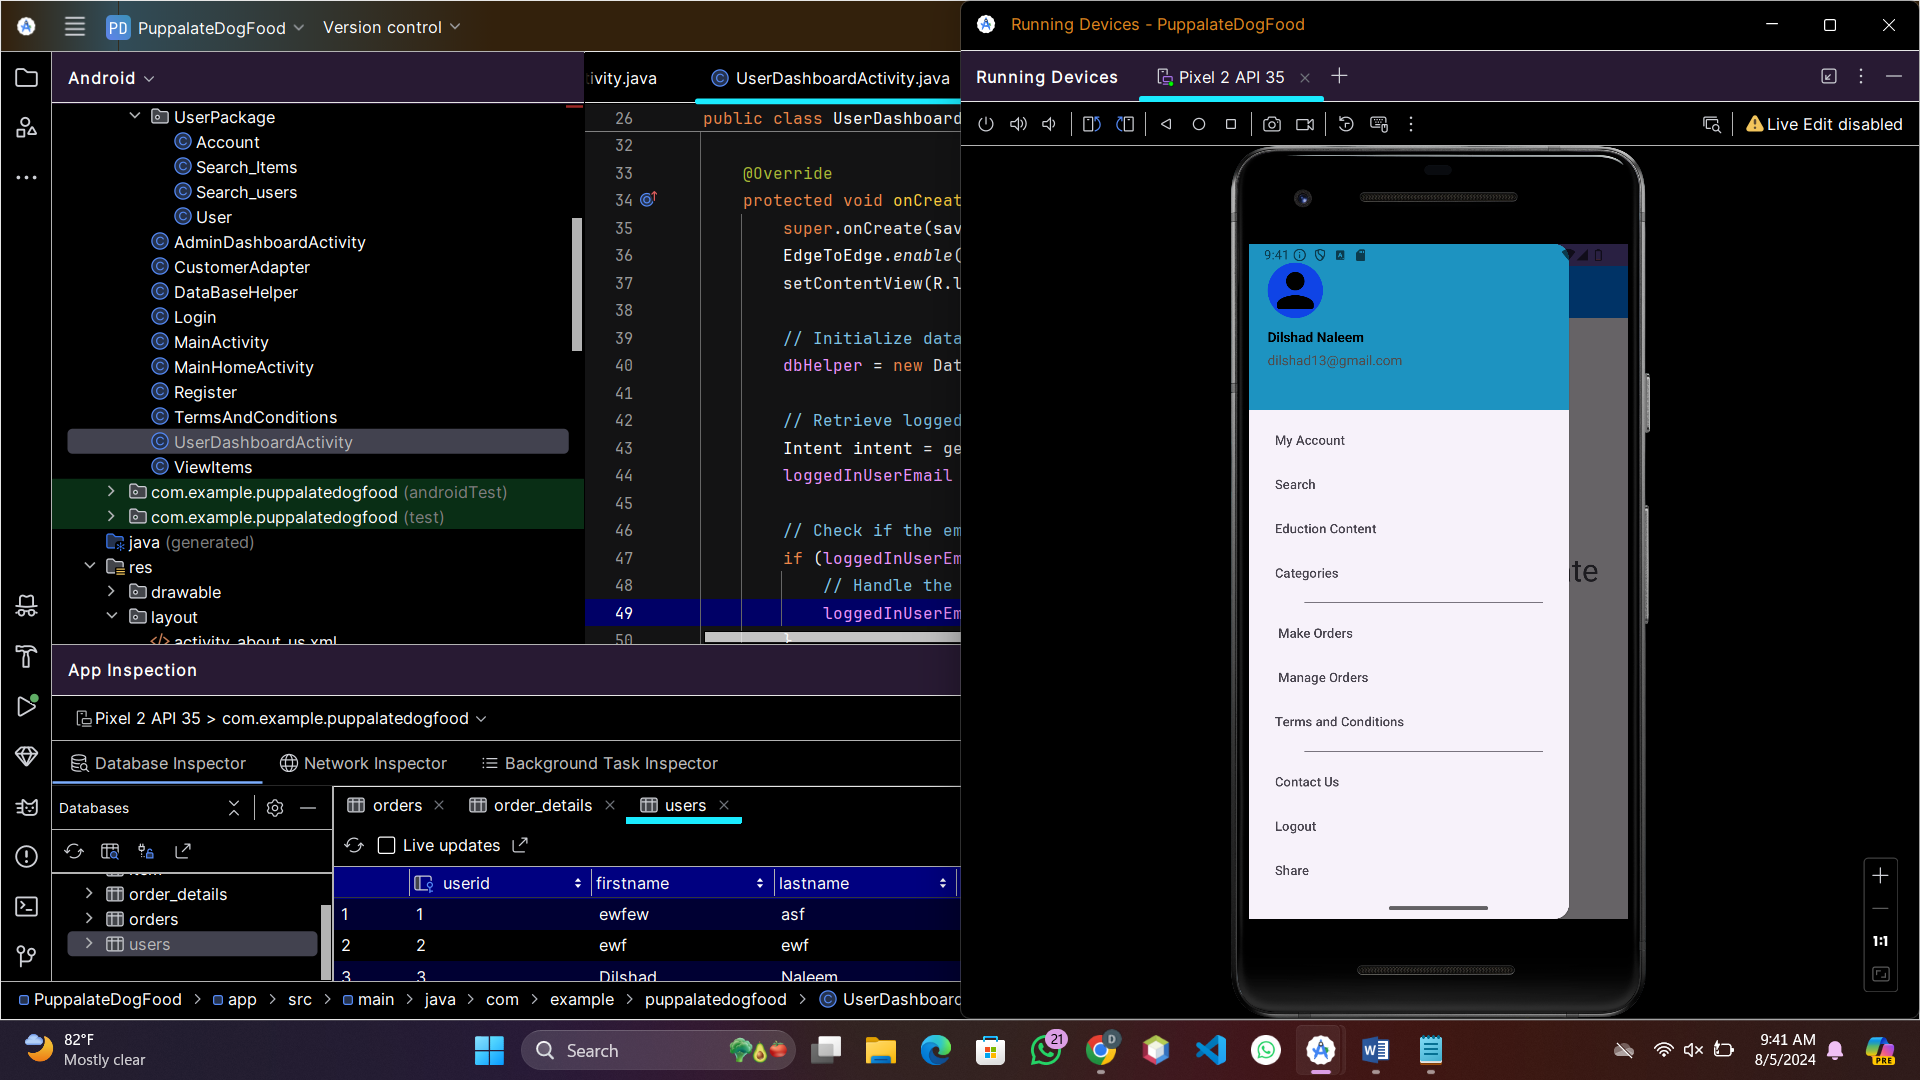 PD PuppalateDogFood Version control
Android
UserPackage
Account
Search_Items
Search_users
User
AdminDashboardActivity
CustomerAdapter
DataBaseHelper
Login
MainActivity
MainHomeActivity
Register
TermsAndConditions
UserDashboardActivity
ViewItems
com.example.puppalatedogfood (androidTest)
com.example.puppalatedogfood (test)
java (generated)
res
drawable
layout
activity_about_us.xml
ivity.java UserDashboardActivity.java
26 public class UserDashboard
32
33 @Override
34 protected void onCreat
35 super.onCreate(sav
36 EdgeToEdge.enable(
37 setContentView(R.l
38
39 // Initialize data
40 dbHelper = new Dat
41
42 // Retrieve logged
43 Intent intent = ge
44 loggedInUserEmail
45
46 // Check if the em
47 if (loggedInUserEm
48 // Handle the
49 loggedInUserEm
50 }
App Inspection
Pixel 2 API 35 > com.example.puppalatedogfood
Database Inspector Network Inspector Background Task Inspector
Databases
order_details
orders
users
orders order_details users
Live updates
userid firstname lastname
1 1 ewfew asf
2 2 ewf ewf
3 3 Dilshad Naleem
PuppalateDogFood > app > src > main > java > com > example > puppalatedogfood > UserDashboard
Running Devices - PuppalateDogFood
Running Devices Pixel 2 API 35
Live Edit disabled
9:41
Dilshad Naleem
dilshad13@gmail.com
My Account
Search
Eduction Content
Categories
Make Orders
Manage Orders
Terms and Conditions
Contact Us
Logout
Share
te
1:1
82°F
Mostly clear
Search
21
D
PRE
9:41 AM
8/5/2024